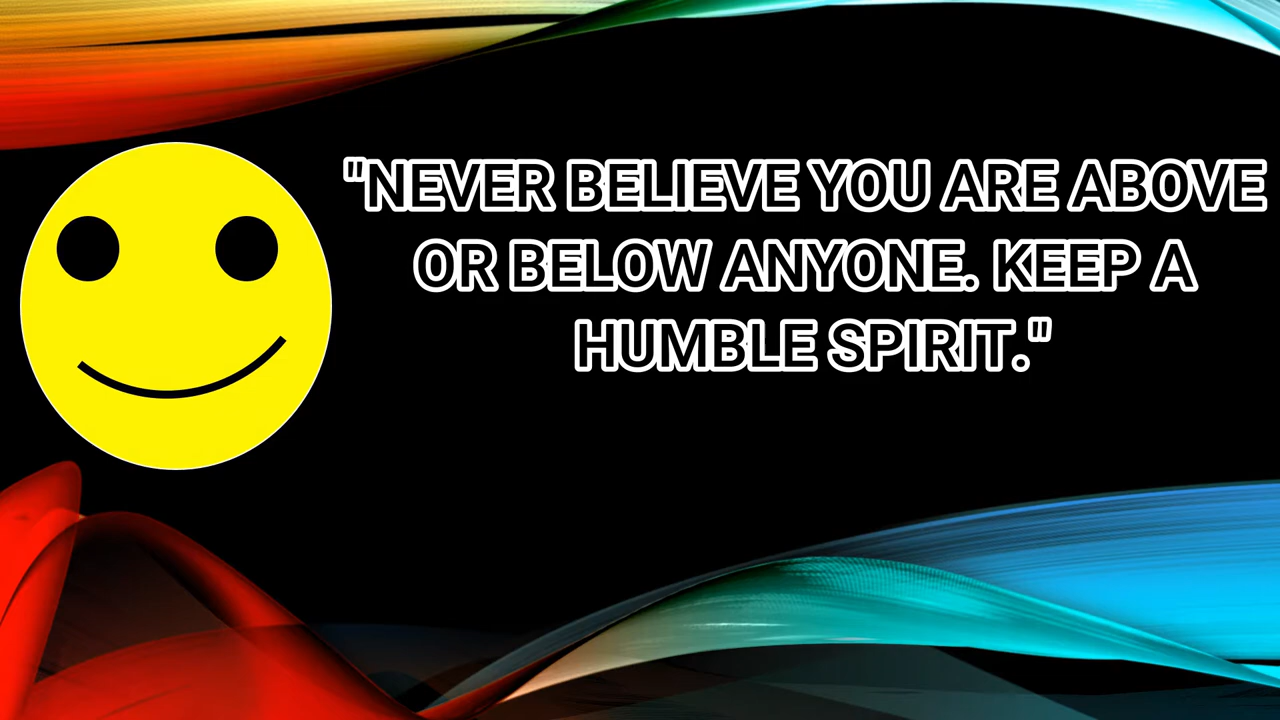 "NEVER BELIEVE YOU ARE ABOVE
OR BELOW ANYONE. KEEP A
HUMBLE SPIRIT."